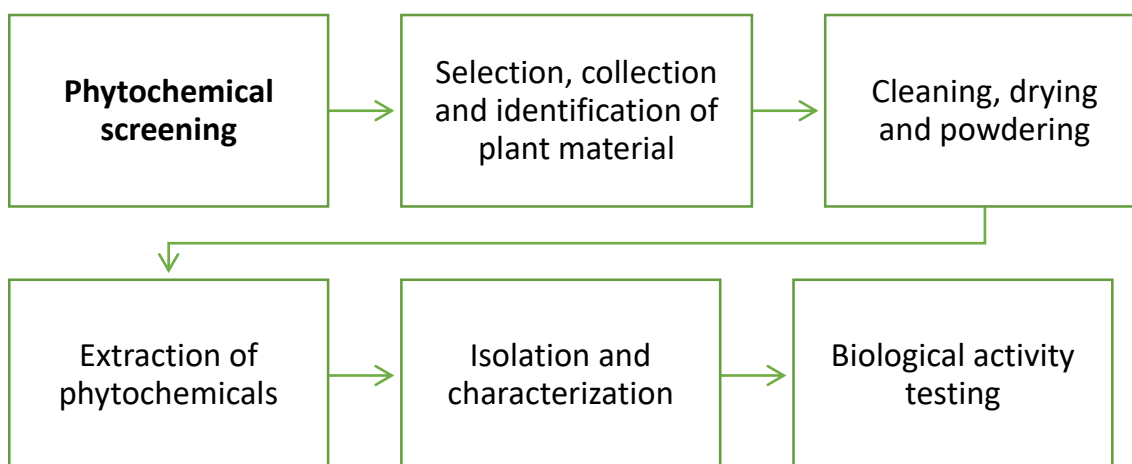 Phytochemical
screening
Selection, collection
and identification of
plant material
Cleaning, drying
and powdering
Extraction of
phytochemicals
Isolation and
characterization
Biological activity
testing